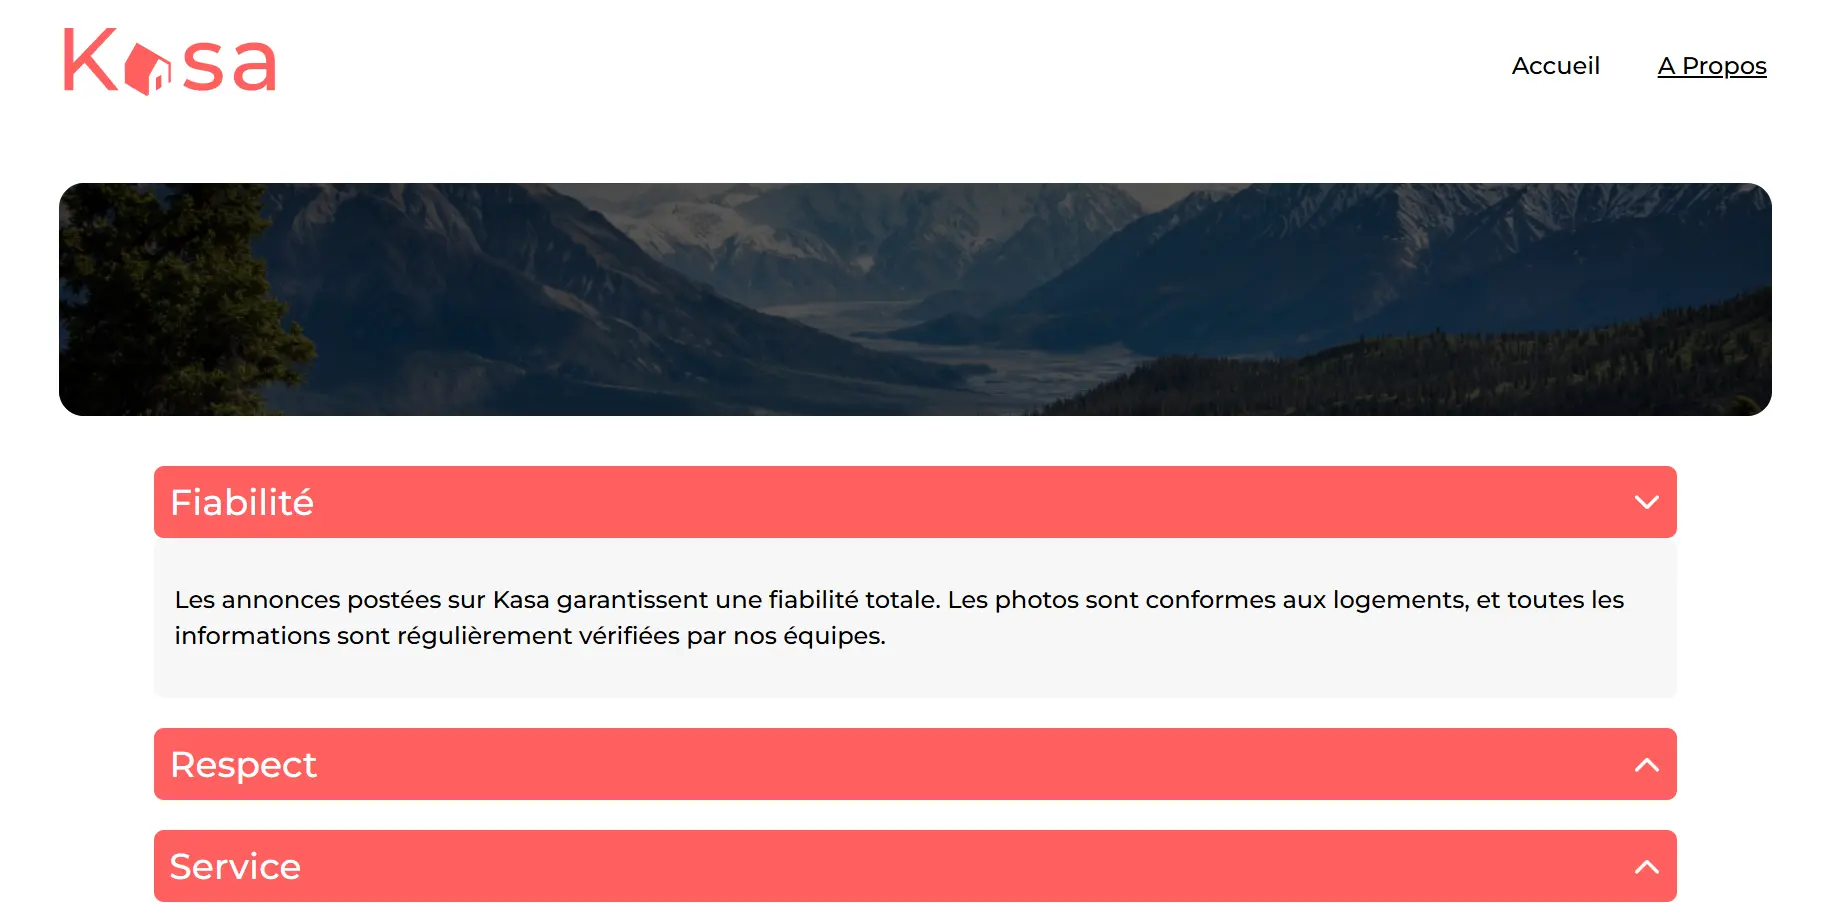 Kasa
Accueil
A Propos
Fiabilité
Les annonces postées sur Kasa garantissent une fiabilité totale. Les photos sont conformes aux logements, et toutes les
informations sont régulièrement vérifiées par nos équipes.
Respect
Service